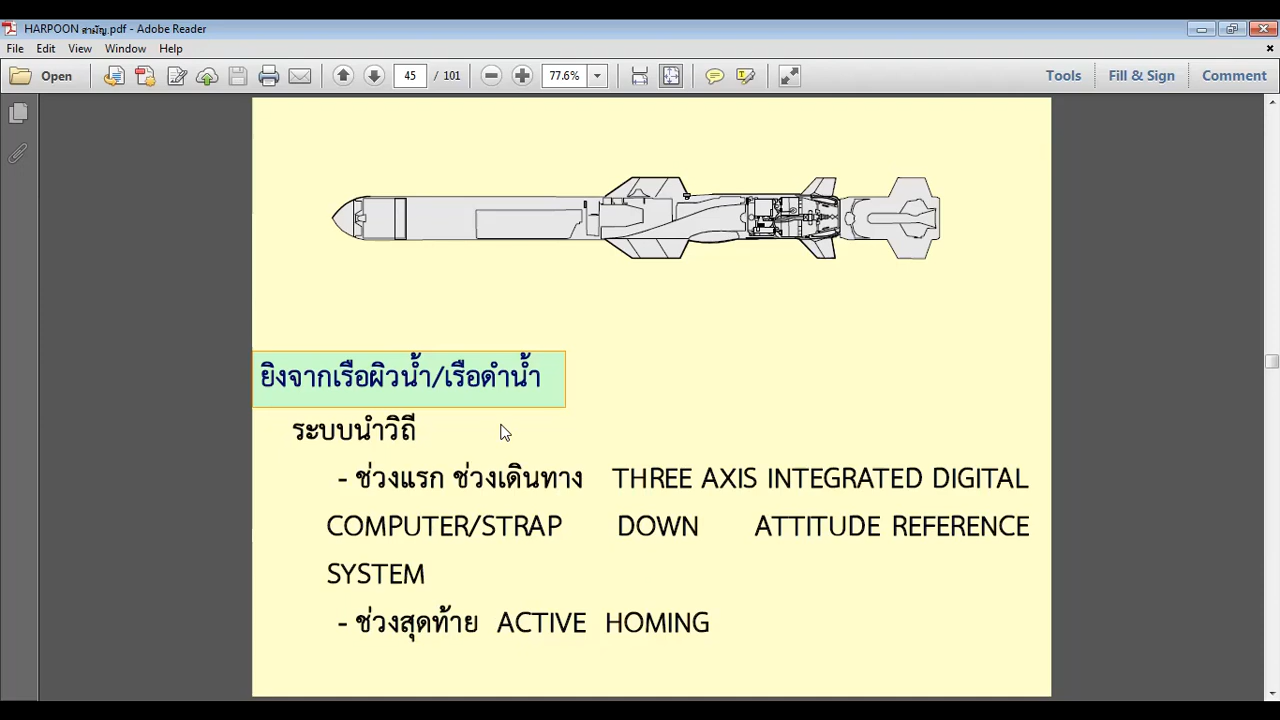 HARPOON สามัญ.pdf - Adobe Reader
File Edit View Window Help
Open 45 / 101 77.6% Tools Fill & Sign Comment
ยิงจากเรือผิวน้ำ/เรือดำน้ำ
ระบบนำวิถี
- ช่วงแรก ช่วงเดินทาง THREE AXIS INTEGRATED DIGITAL
COMPUTER/STRAP DOWN ATTITUDE REFERENCE
SYSTEM
- ช่วงสุดท้าย ACTIVE HOMING